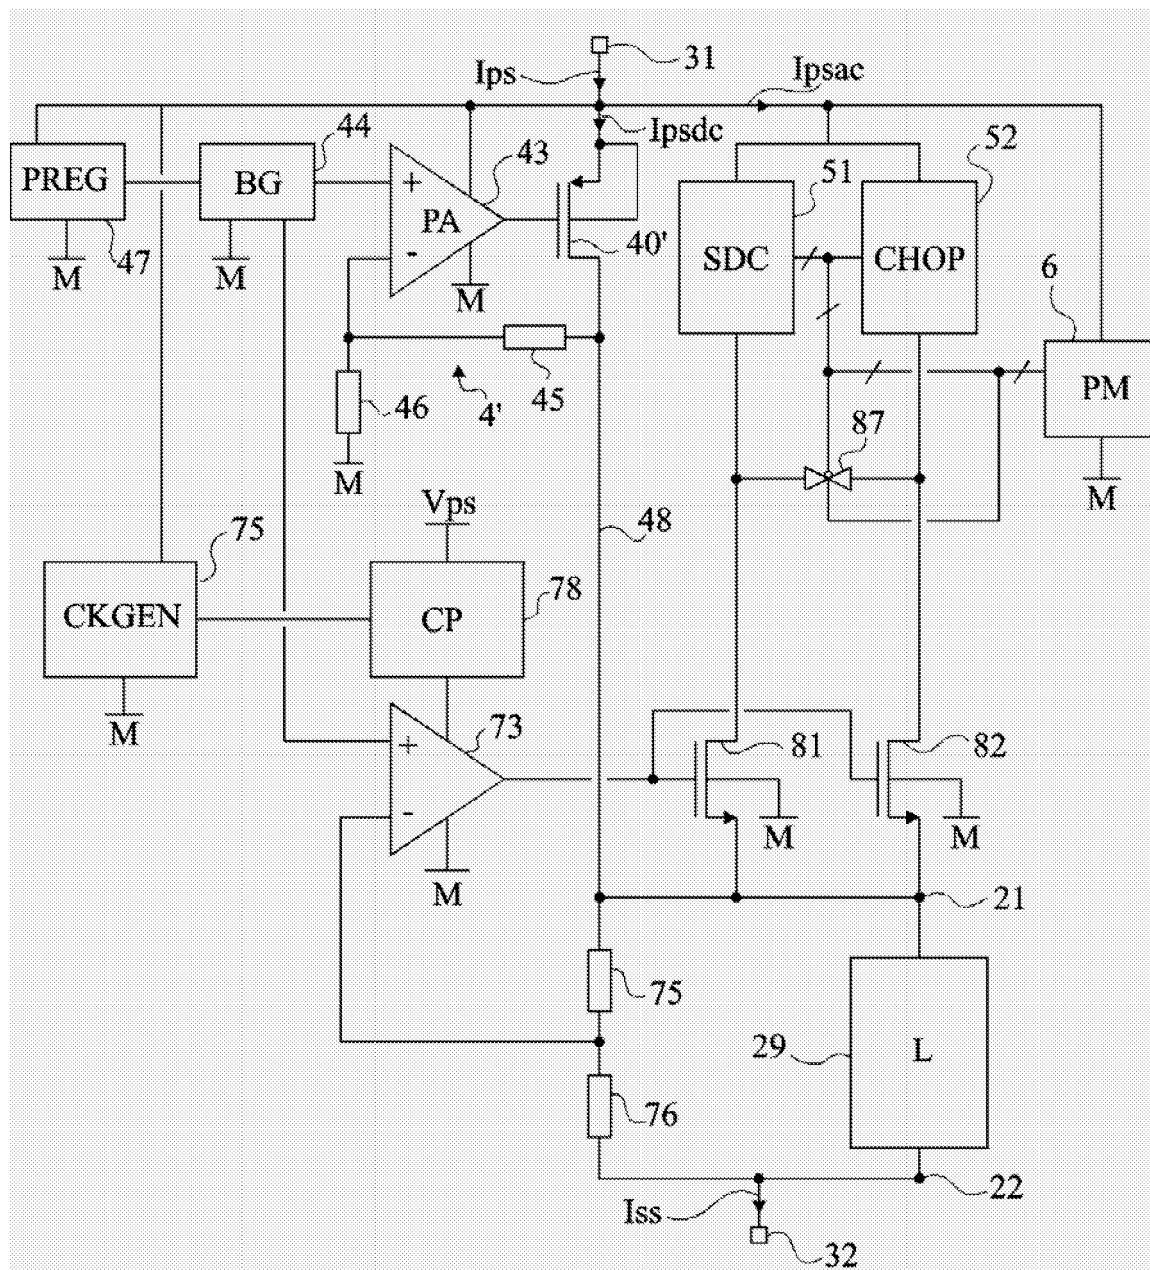 31
Ips
Ipsac
Ipsdc
44
43
51
52
PREG
BG
+
PA
-
40'
SDC
CHOP
47
M
M
M
6
45
46
4'
PM
87
M
M
Vps
48
75
CKGEN
CP
78
M
+
73
81
82
-
M
M
M
21
75
29
L
76
22
Iss
32